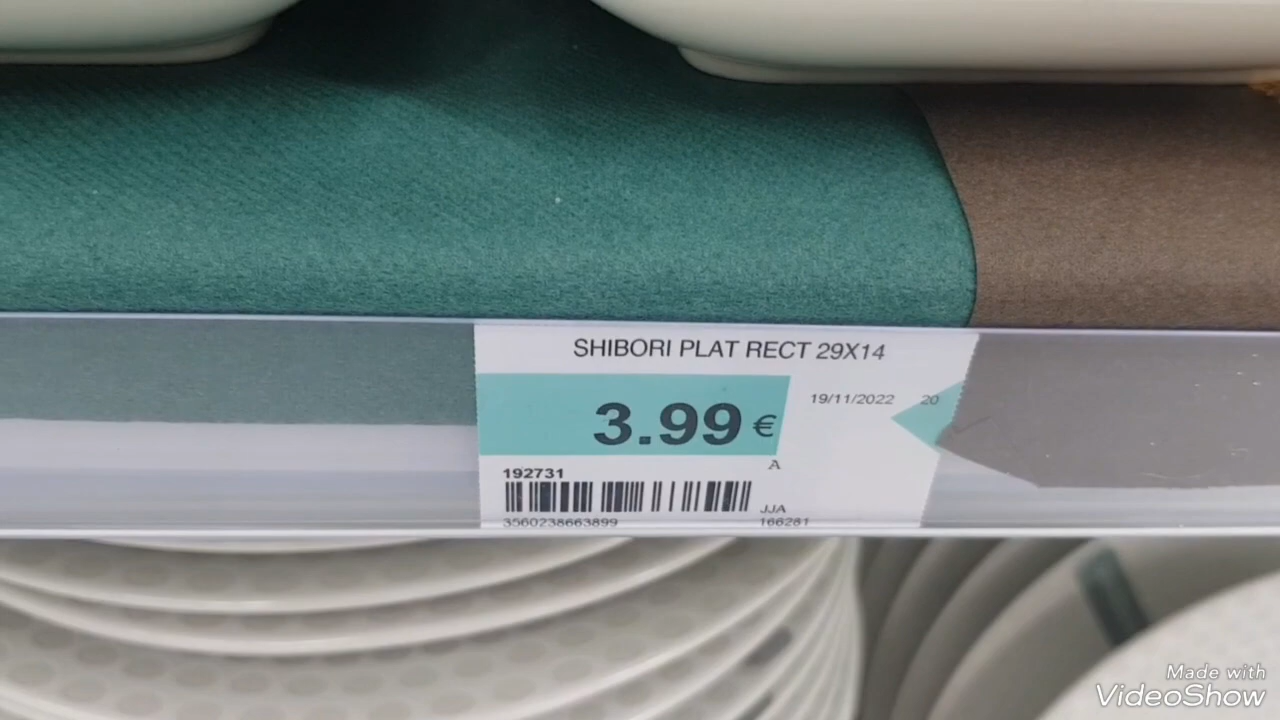 SHIBORI PLAT RECT 29X14
3.99 €
19/11/2022 20
A
192731
JJA
3560238663899 166281
Made with
VideoShow